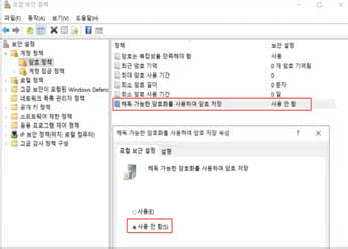 로컬 보안 정책
파일(F) 동작(A) 보기(V) 도움말(H)
보안 설정
계정 정책
암호 정책
계정 잠금 정책
로컬 정책
고급 보안이 포함된 Windows Defend
네트워크 목록 관리자 정책
공개 키 정책
소프트웨어 제한 정책
응용 프로그램 제어 정책
IP 보안 정책(위치: 로컬 컴퓨터)
고급 감사 정책 구성
정책 보안 설정
암호는 복잡성을 만족해야 함 사용
최근 암호 기억 0 개 암호 기억됨
최대 암호 사용 기간 0
최소 암호 길이 0 문자
최소 암호 사용 기간 0 일
해독 가능한 암호화를 사용하여 암호 저장 사용 안 함
해독 가능한 암호화를 사용하여 암호 저장 속성 ? ×
로컬 보안 설정 설명
해독 가능한 암호화를 사용하여 암호 저장
사용(E)
사용 안 함(S)